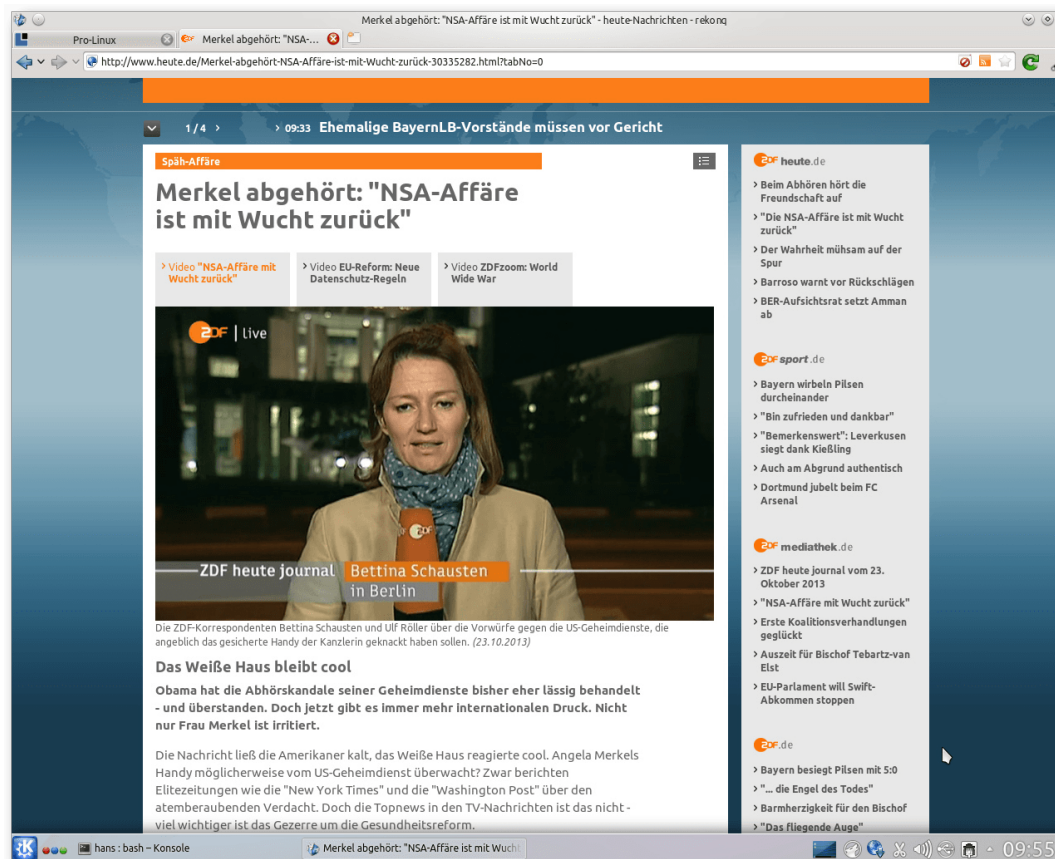 Merkel abgehört: "NSA-Affäre ist mit Wucht zurück" - heute-Nachrichten - rekonq
Pro-Linux
Merkel abgehört: "NSA-...
http://www.heute.de/Merkel-abgehört-NSA-Affäre-ist-mit-Wucht-zurück-30335282.html?tabNo=0
1 / 4 › › 09:33 Ehemalige BayernLB-Vorstände müssen vor Gericht
Späh-Affäre
Merkel abgehört: "NSA-Affäre
ist mit Wucht zurück"
› Video "NSA-Affäre mit
Wucht zurück"
› Video EU-Reform: Neue
Datenschutz-Regeln
› Video ZDFzoom: World
Wide War
ZDF | live
ZDF
ZDF heute journal Bettina Schausten
in Berlin
Die ZDF-Korrespondenten Bettina Schausten und Ulf Röller über die Vorwürfe gegen die US-Geheimdienste, die
angeblich das gesicherte Handy der Kanzlerin geknackt haben sollen. (23.10.2013)
Das Weiße Haus bleibt cool
Obama hat die Abhörskandale seiner Geheimdienste bisher eher lässig behandelt
- und überstanden. Doch jetzt gibt es immer mehr internationalen Druck. Nicht
nur Frau Merkel ist irritiert.
Die Nachricht ließ die Amerikaner kalt, das Weiße Haus reagierte cool. Angela Merkels
Handy möglicherweise vom US-Geheimdienst überwacht? Zwar berichten
Elitezeitungen wie die "New York Times" und die "Washington Post" über den
atemberaubenden Verdacht. Doch die Topnews in den TV-Nachrichten ist das nicht -
viel wichtiger ist das Gezerre um die Gesundheitsreform.
ZDF heute.de
› Beim Abhören hört die
Freundschaft auf
› "Die NSA-Affäre ist mit Wucht
zurück"
› Der Wahrheit mühsam auf der
Spur
› Barroso warnt vor Rückschlägen
› BER-Aufsichtsrat setzt Amman
ab
ZDF sport.de
› Bayern wirbeln Pilsen
durcheinander
› "Bin zufrieden und dankbar"
› "Bemerkenswert": Leverkusen
siegt dank Kießling
› Auch am Abgrund authentisch
› Dortmund jubelt beim FC
Arsenal
ZDF mediathek.de
› ZDF heute journal vom 23.
Oktober 2013
› "NSA-Affäre mit Wucht zurück"
› Erste Koalitionsverhandlungen
geglückt
› Auszeit für Bischof Tebartz-van
Elst
› EU-Parlament will Swift-
Abkommen stoppen
ZDF.de
› Bayern besiegt Pilsen mit 5:0
› "... die Engel des Todes"
› Barmherzigkeit für den Bischof
› "Das fliegende Auge"
hans : bash – Konsole
Merkel abgehört: "NSA-Affäre ist mit Wucht
09:55